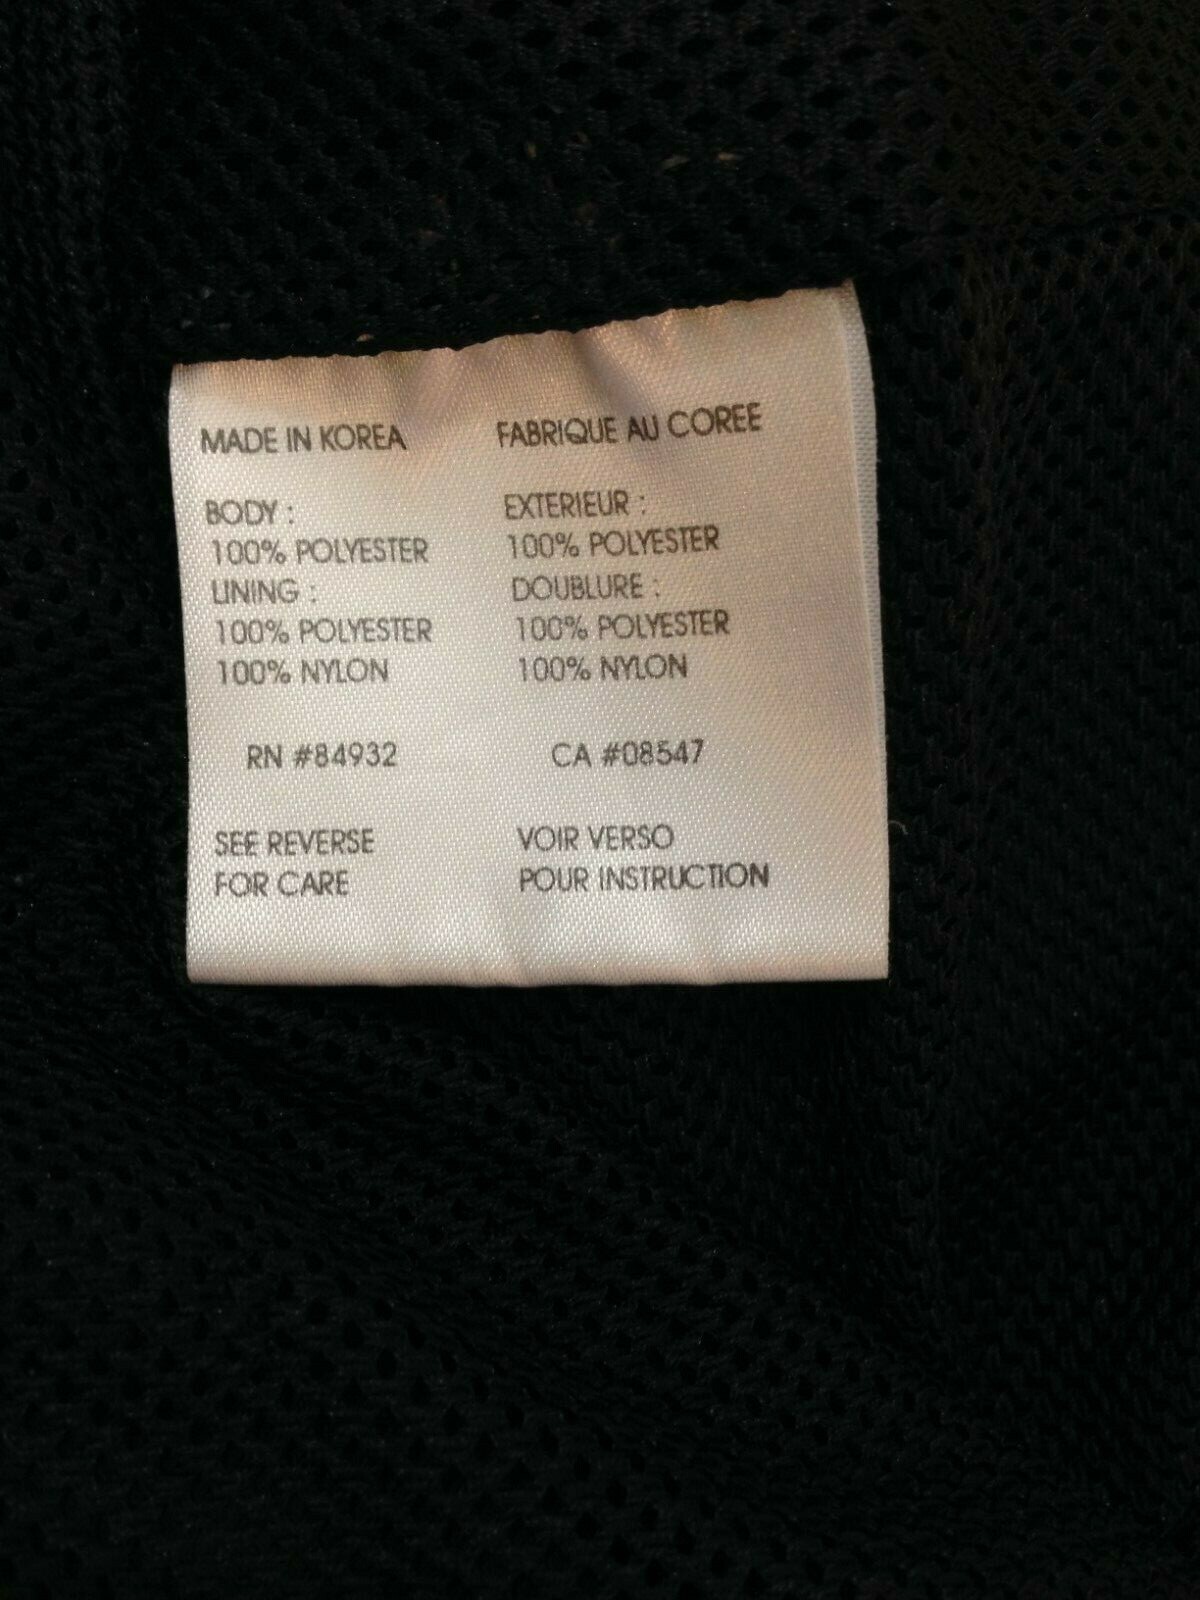 MADE IN KOREA
BODY :
100% POLYESTER
LINING :
100% POLYESTER
100% NYLON
RN #84932
SEE REVERSE
FOR CARE
FABRIQUE AU COREE
EXTERIEUR :
100% POLYESTER
DOUBLURE :
100% POLYESTER
100% NYLON
CA #08547
VOIR VERSO
POUR INSTRUCTION